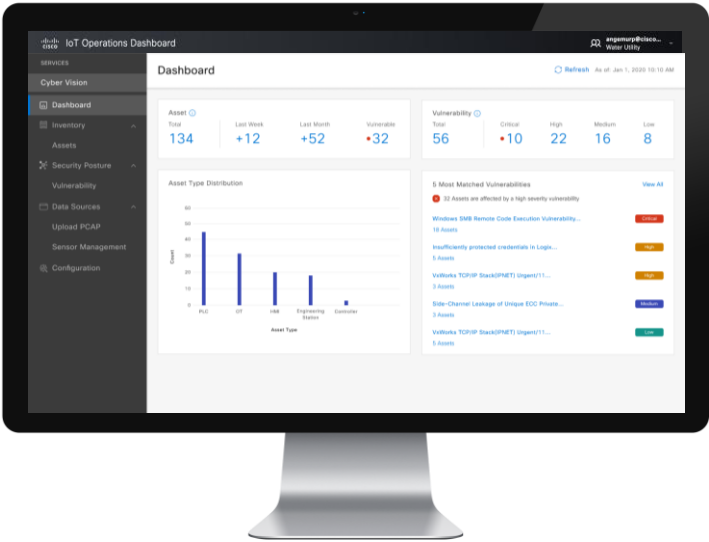 cisco IoT Operations Dashboard
angsmurp@cisco...
Water Utility
SERVICES
Cyber Vision
Dashboard
Inventory
Assets
Security Posture
Vulnerability
Data Sources
Upload PCAP
Sensor Management
Configuration
Dashboard
Refresh As of: Jan 1, 2020 10:10 AM
Asset
Total Last Week Last Month Vulnerable
134 +12 +52 32
Vulnerability
Total Critical High Medium Low
56 10 22 16 8
Asset Type Distribution
Count
60
50
40
30
20
10
0
PLC OT HMI Engineering Station Controller
Asset Type
5 Most Matched Vulnerabilities View All
32 Assets are affected by a high severity vulnerability
Windows SMB Remote Code Execution Vulnerability... Critical
18 Assets
Insufficiently protected credentials in Logix... High
5 Assets
VxWorks TCP/IP Stack(IPNET) Urgent/11... High
3 Assets
Side-Channel Leakage of Unique ECC Private... Medium
3 Assets
VxWorks TCP/IP Stack(IPNET) Urgent/11... Low
5 Assets